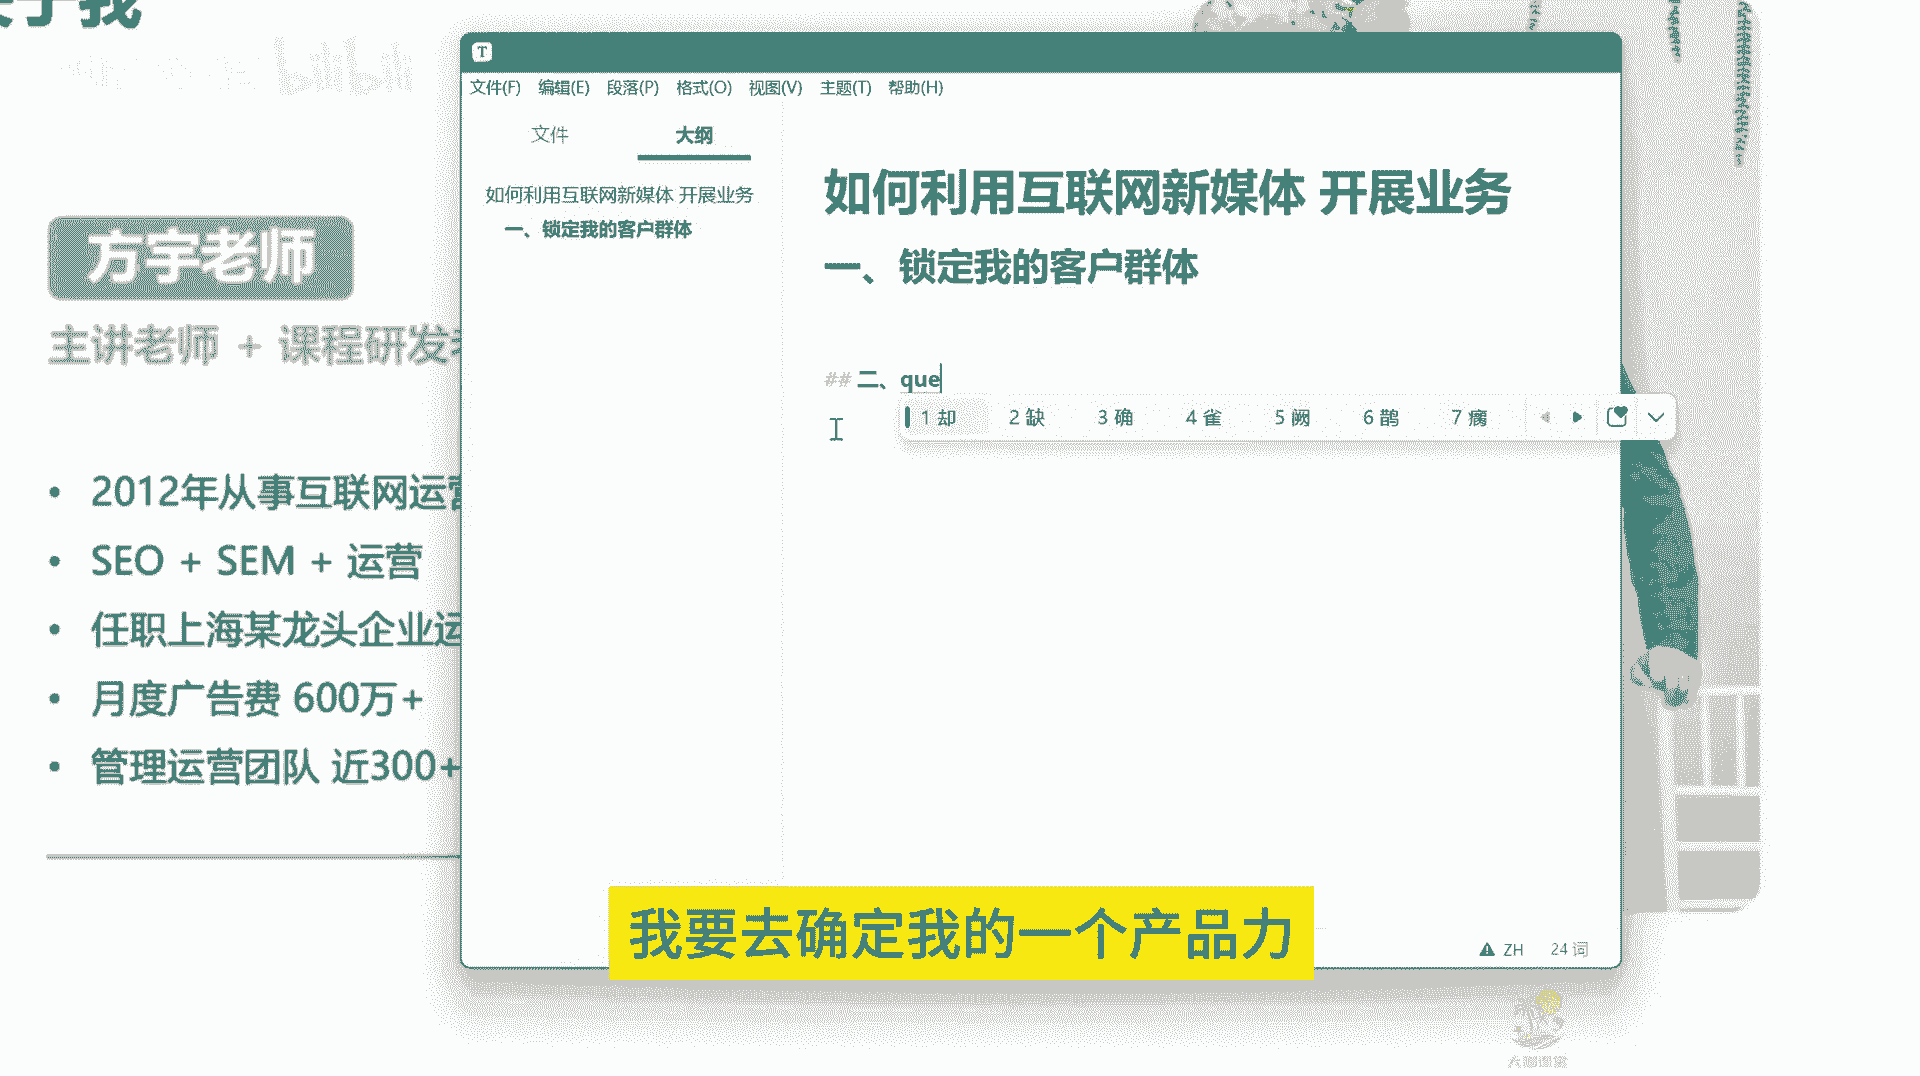 bilibili
方宇老师
主讲老师 + 课程研发
2012年从事互联网运营
SEO + SEM + 运营
任职上海某龙头企业运
月度广告费 600万+
管理运营团队 近300+
T
文件(F) 编辑(E) 段落(P) 格式(O) 视图(V) 主题(T) 帮助(H)
文件 大纲
如何利用互联网新媒体 开展业务
一、锁定我的客户群体
如何利用互联网新媒体 开展业务
一、锁定我的客户群体
## 二、que
1 却 2 缺 3 确 4 雀 5 阙 6 鹊 7 瘸
我要去确定我的一个产品力
ZH 24 词